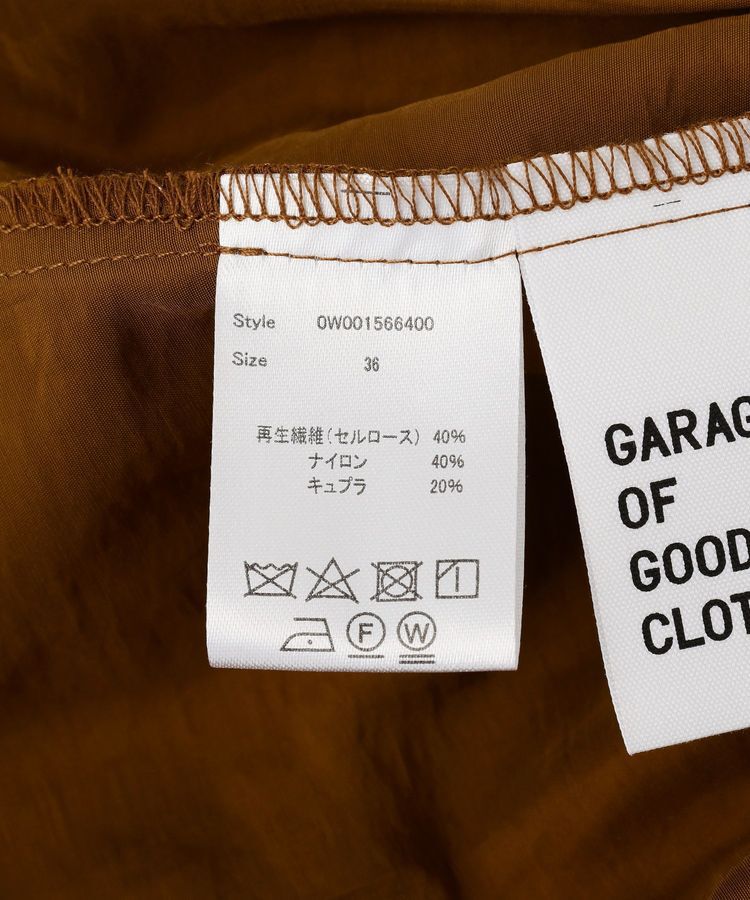 Style 0W001566400
Size 36
再生繊維(セルロース) 40%
ナイロン 40%
キュプラ 20%
F W
GARAG
OF
GOOD
CLOT